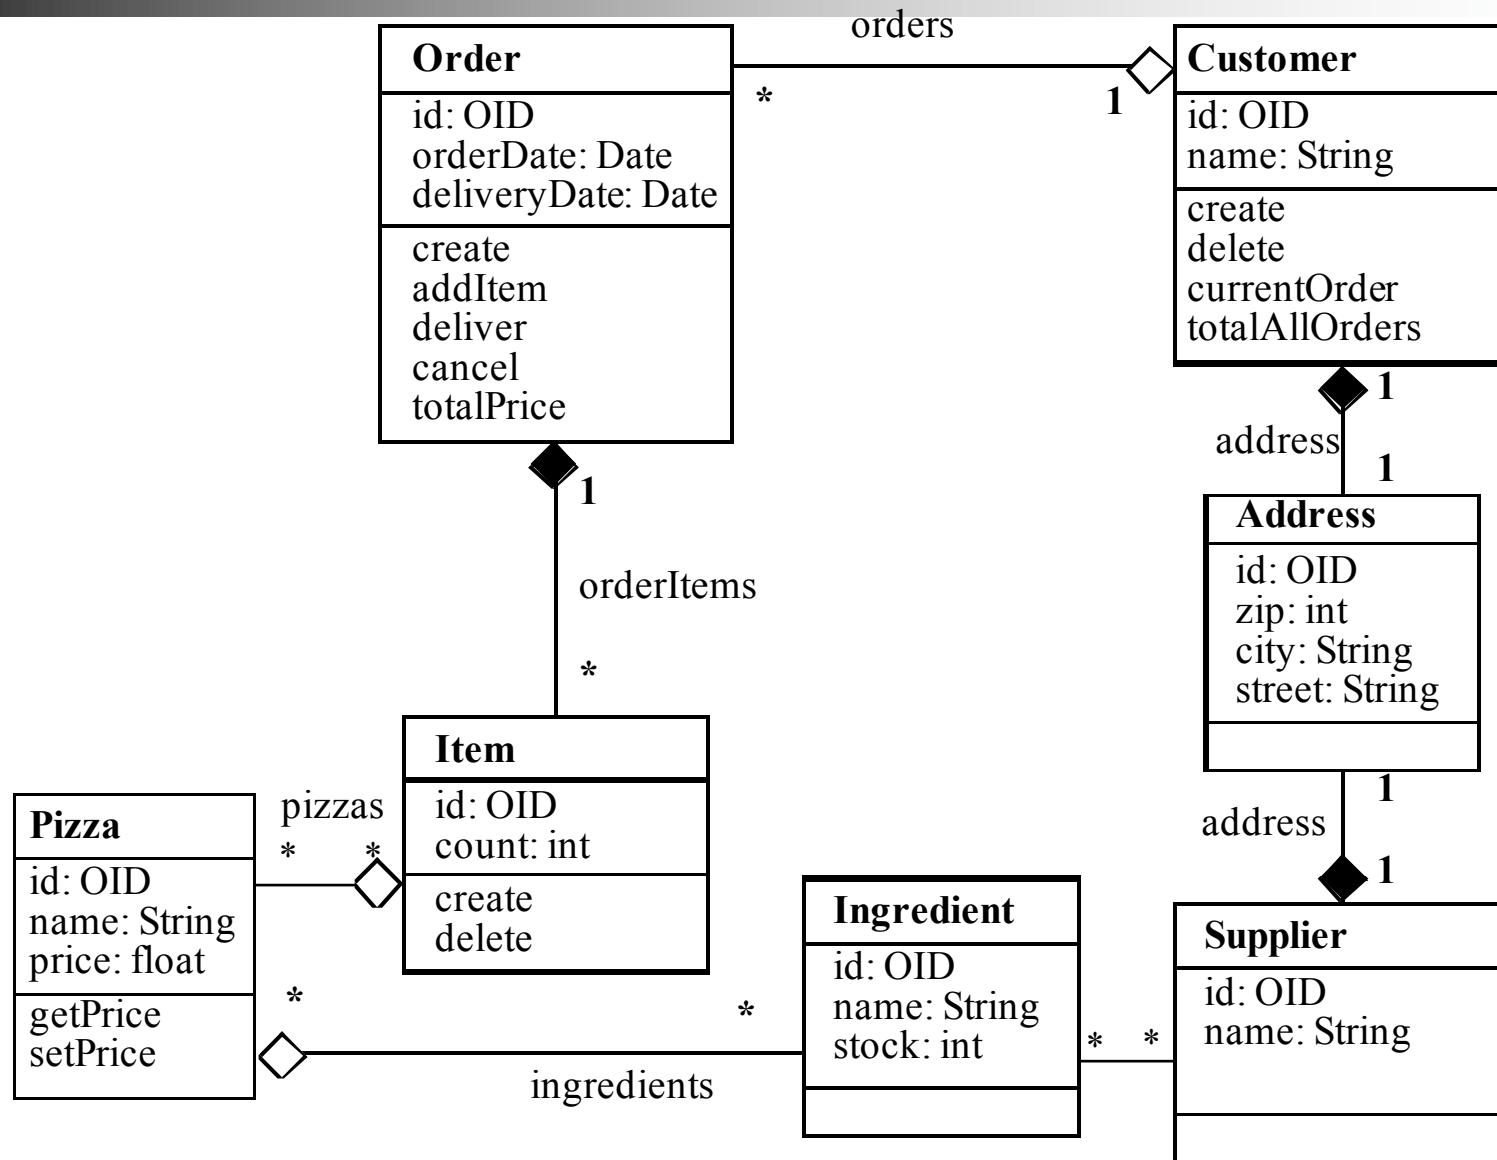 orders
Order
id: OID
orderDate: Date
deliveryDate: Date
create
addItem
deliver
cancel
totalPrice
*
1
Customer
id: OID
name: String
create
delete
currentOrder
totalAllOrders
1
address
1
Address
id: OID
zip: int
city: String
street: String
1
address
1
1
orderItems
*
Item
id: OID
count: int
create
delete
pizzas
* *
Pizza
id: OID
name: String
price: float
getPrice
setPrice
*
*
ingredients
Ingredient
id: OID
name: String
stock: int
* *
Supplier
id: OID
name: String